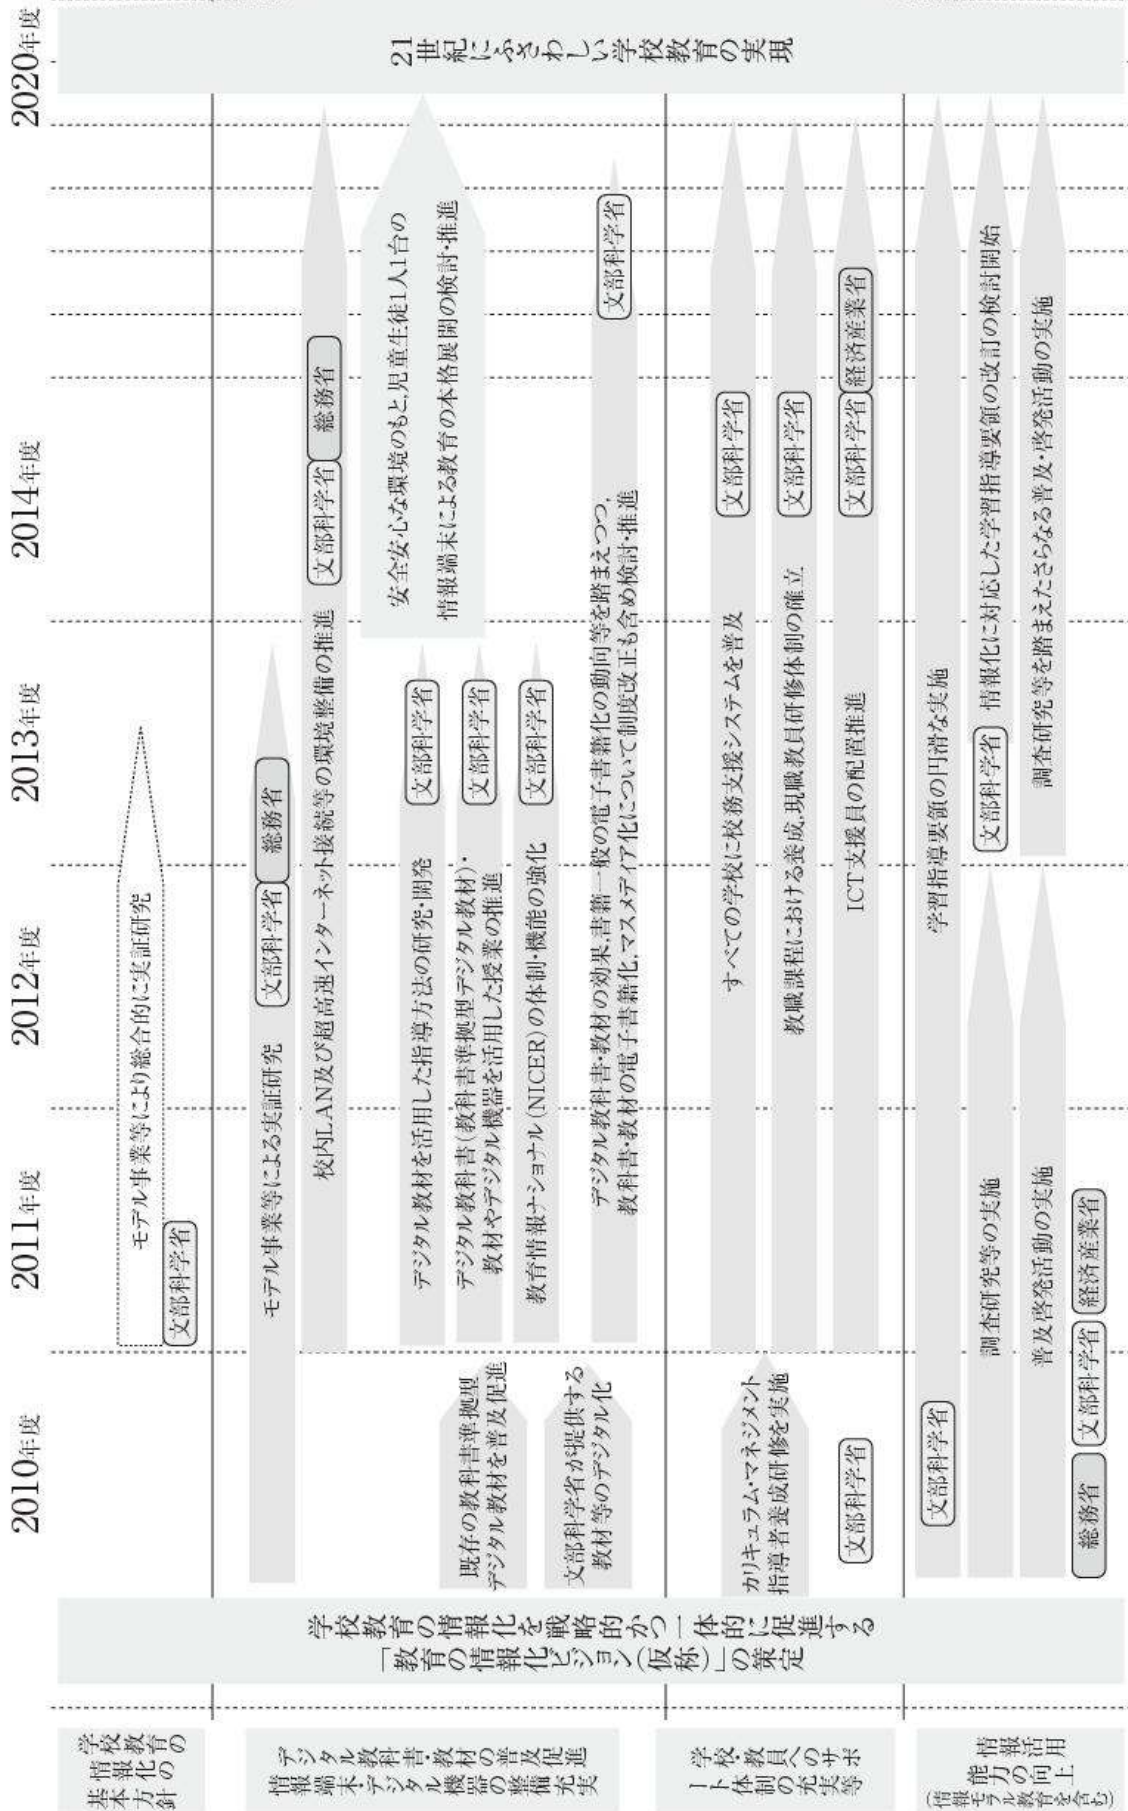 2010年度
2011年度
2012年度
2013年度
2014年度
2020年度
学校教育の
情報化の
基本方針
学校教育の情報化を戦略的かつ一体的に促進する
「教育の情報化ビジョン(仮称)」の策定
21世紀にふさわしい学校教育の実現
モデル事業等により総合的に実証研究
文部科学省
デジタル教科書・教材の普及促進
情報端末・デジタル機器の整備充実
モデル事業等による実証研究
文部科学省
総務省
校内LAN及び超高速インターネット接続等の環境整備の推進
文部科学省
総務省
安全安心な環境のもと、児童生徒1人1台の
情報端末による教育の本格展開の検討・推進
デジタル教材を活用した指導方法の研究・開発
文部科学省
既存の教科書準拠型
デジタル教材を普及促進
デジタル教科書(教科書準拠型デジタル教材)・
教材やデジタル機器を活用した授業の推進
文部科学省
教育情報ナショナル(NICER)の体制・機能の強化
文部科学省
文部科学省が提供する
教材等のデジタル化
デジタル教科書・教材の効果、書籍一般の電子書籍化の動向等を踏まえつつ、
教科書・教材の電子書籍化、マスメディア化について制度改正も含め検討・推進
文部科学省
学校・教員へのサポ
ート体制の充実等
すべての学校に校務支援システムを普及
文部科学省
カリキュラム・マネジメント
指導者養成研修を実施
教職課程における養成、現職教員研修体制の確立
文部科学省
文部科学省
ICT支援員の配置推進
文部科学省
経済産業省
情報活用
能力の向上
(情報モラル教育を含む)
文部科学省
学習指導要領の円滑な実施
調査研究等の実施
文部科学省
情報化に対応した学習指導要領の改訂の検討開始
普及啓発活動の実施
調査研究等を踏まえたさらなる普及・啓発活動の実施
総務省
文部科学省
経済産業省